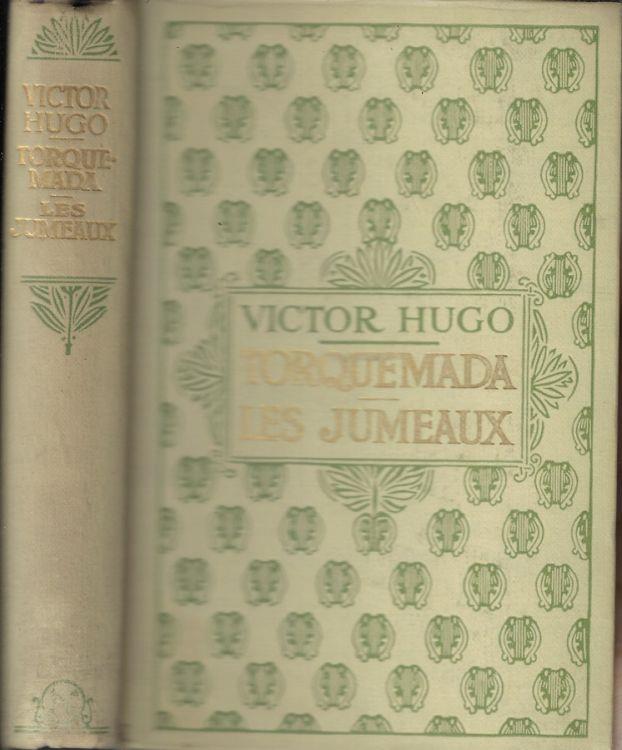 VICTOR
HUGO
TORQUE-
MADA
LES
JUMEAUX
VICTOR HUGO
TORQUEMADA
LES JUMEAUX